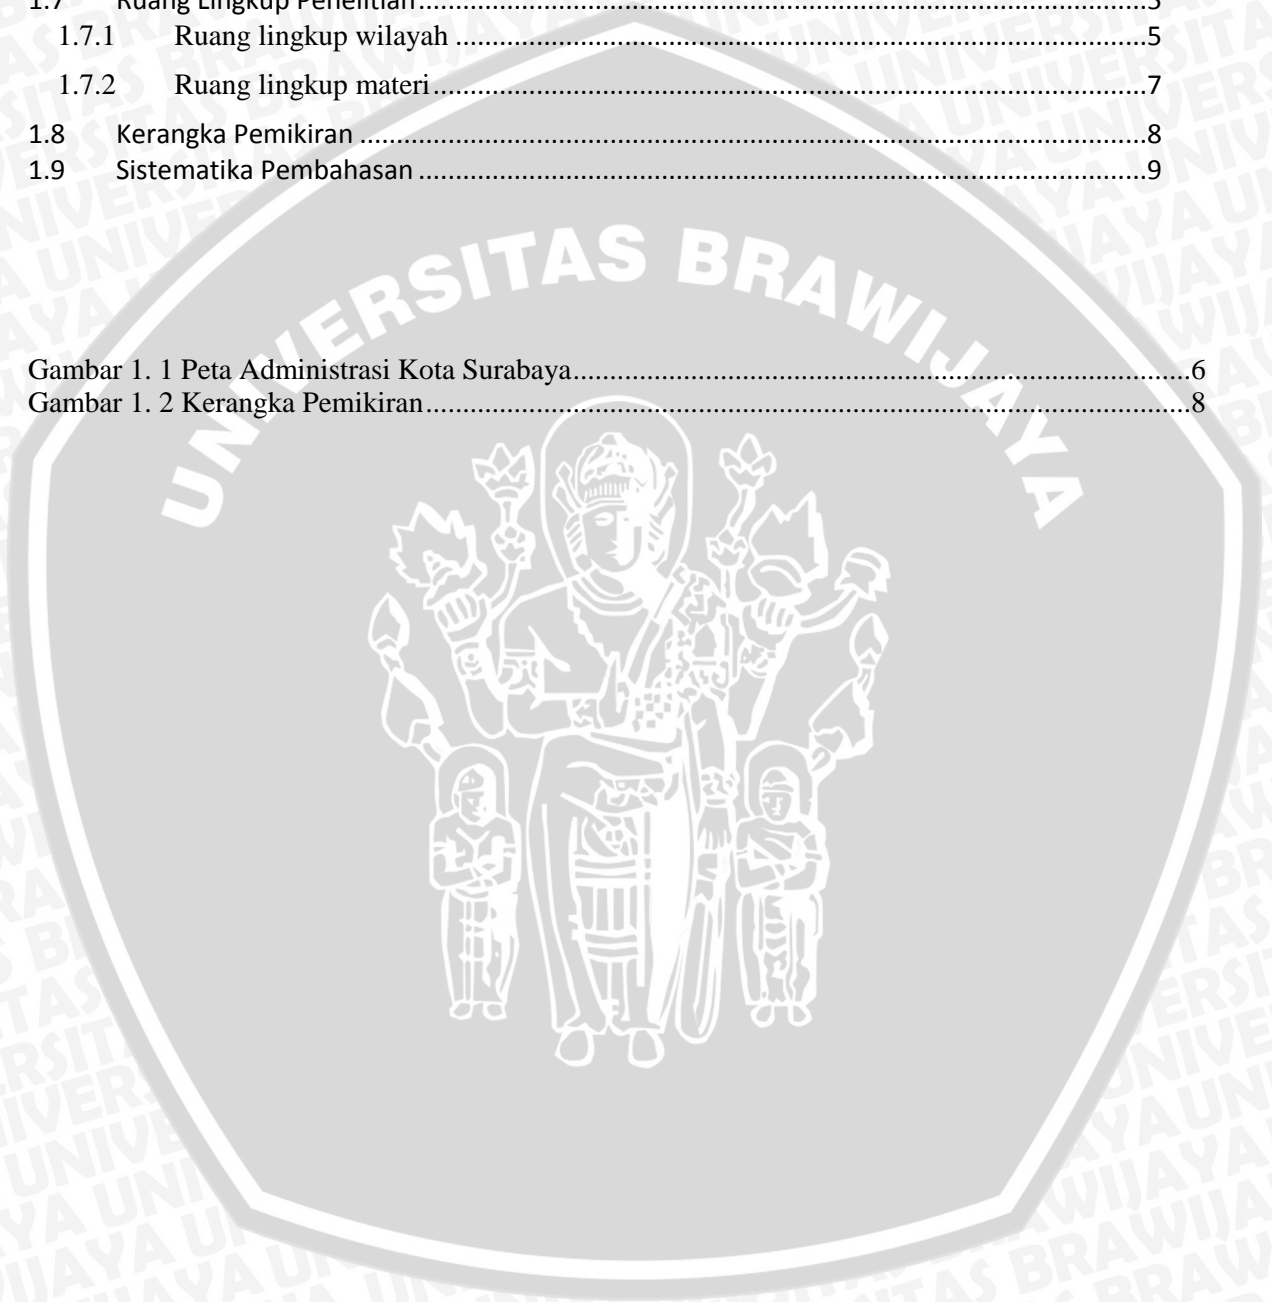 1.7 Ruang Lingkup Penelitian........................................5
1.7.1 Ruang lingkup wilayah........................................5
1.7.2 Ruang lingkup materi........................................7
1.8 Kerangka Pemikiran........................................8
1.9 Sistematika Pembahasan........................................9
UNIVERSITAS BRAWIJAYA
Gambar 1. 1 Peta Administrasi Kota Surabaya........................................6
Gambar 1. 2 Kerangka Pemikiran........................................8